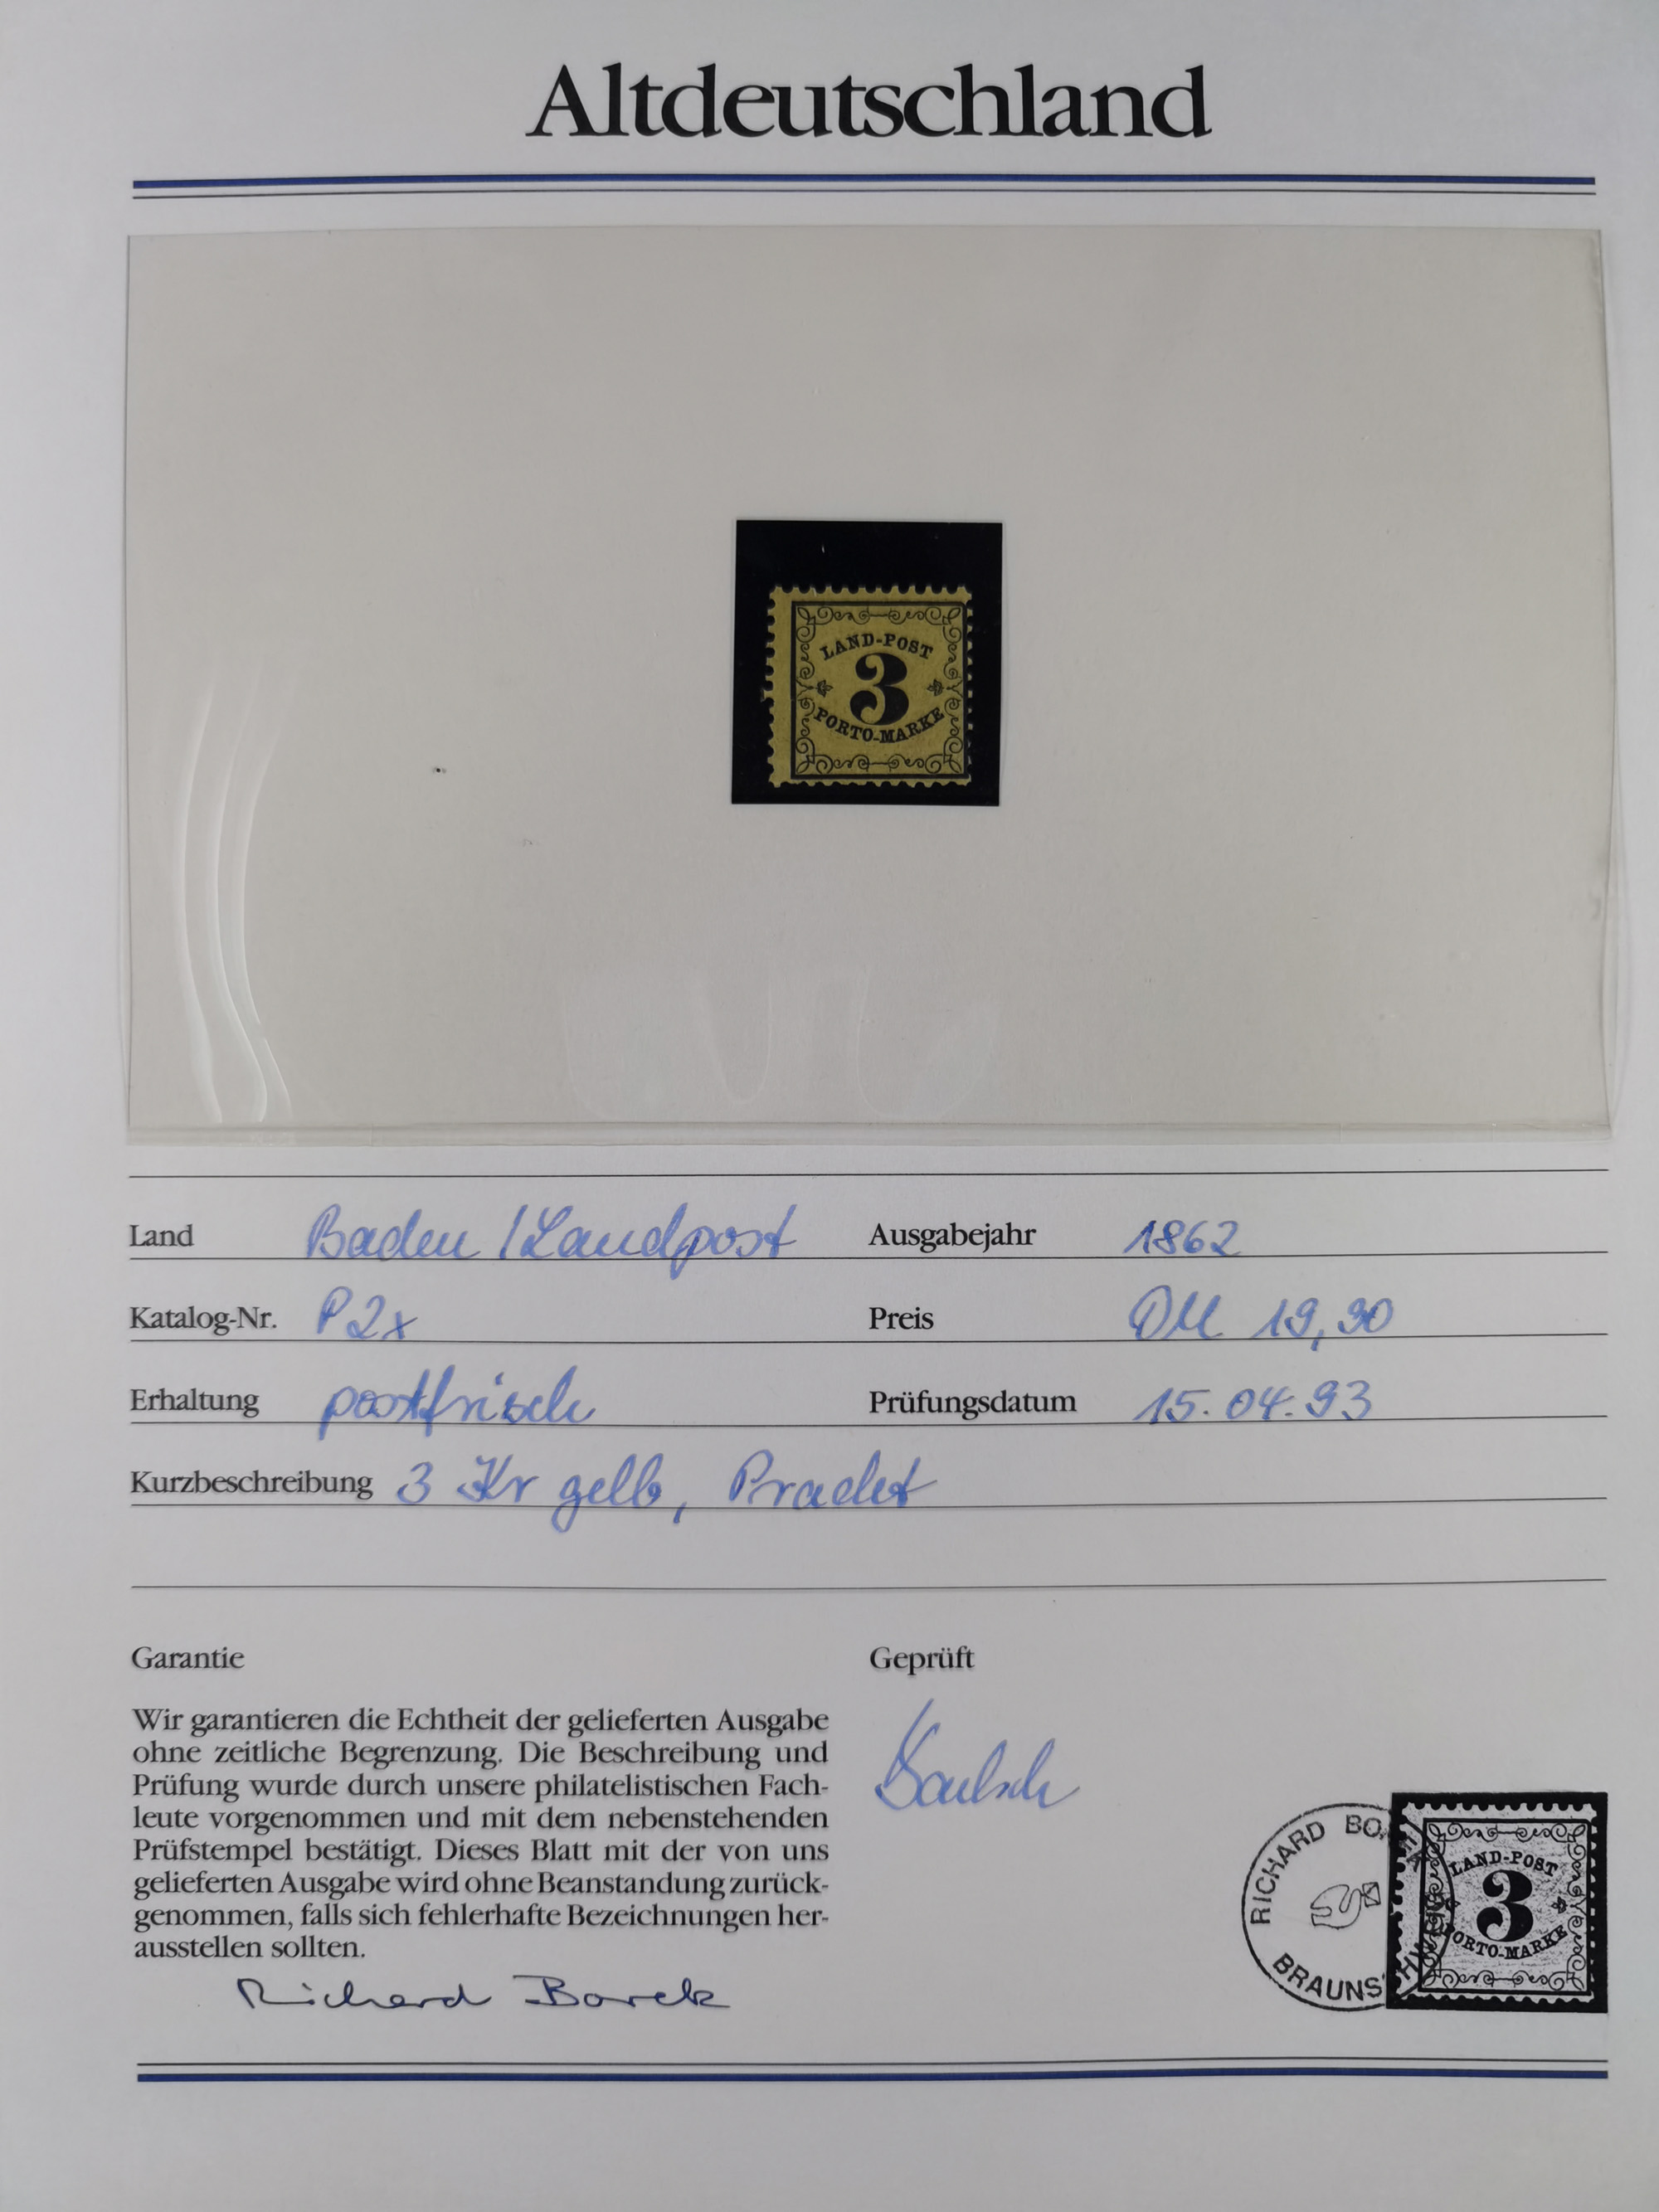 Altdeutschland
LAND-POST
3
PORTO-MARKE
Land Baden / Landpost Ausgabejahr 1862
Katalog-Nr. P 2x Preis DM 19,90
Erhaltung postfrisch Prüfungsdatum 15.04.93
Kurzbeschreibung 3 Kr gelb, Pracht
Garantie
Geprüft
Wir garantieren die Echtheit der gelieferten Ausgabe
ohne zeitliche Begrenzung. Die Beschreibung und
Prüfung wurde durch unsere philatelistischen Fach-
leute vorgenommen und mit dem nebenstehenden
Prüfstempel bestätigt. Dieses Blatt mit der von uns
gelieferten Ausgabe wird ohne Beanstandung zurück-
genommen, falls sich fehlerhafte Bezeichnungen her-
ausstellen sollten.
Richard Borek
RICHARD
LAND-POST
3
PORTO-MARKE